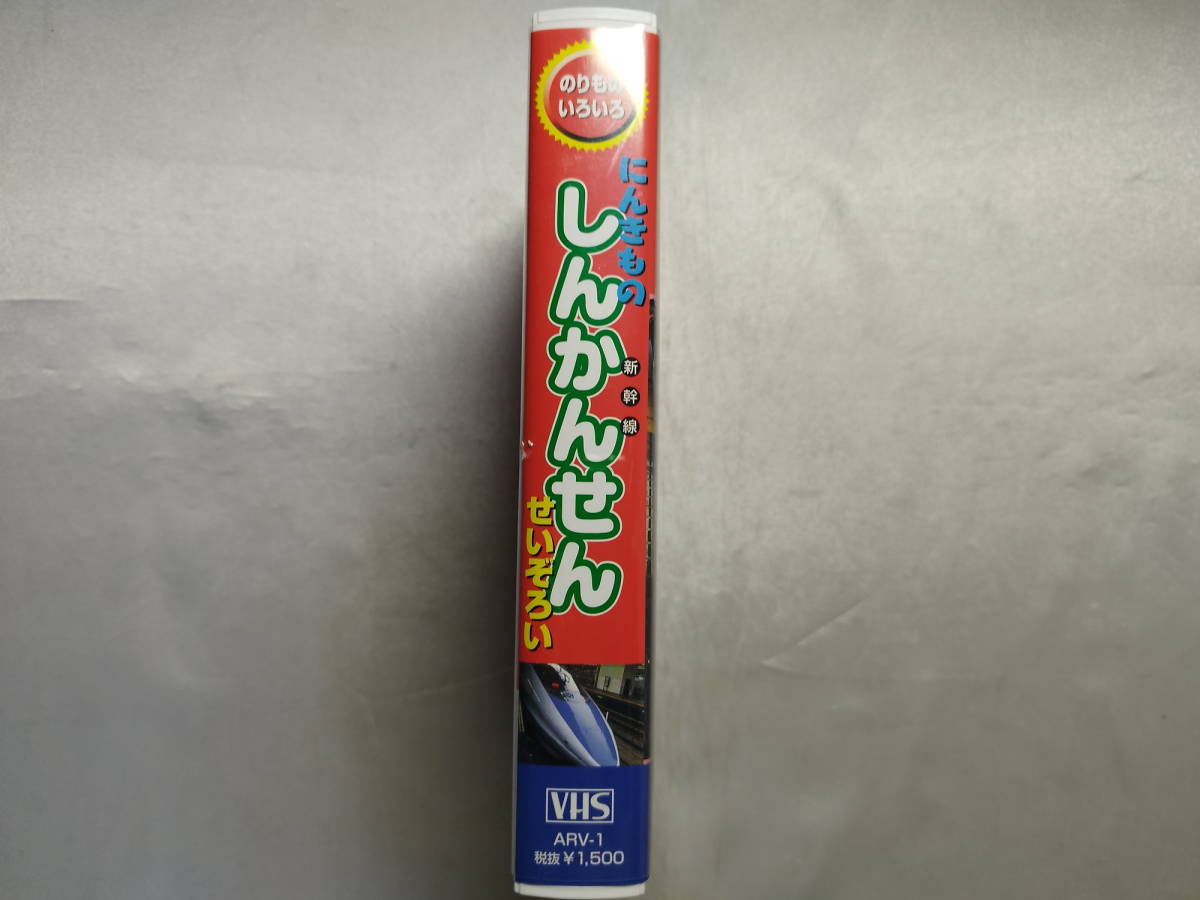 のりもの
いろいろ
にんきもの
しんかんせん
新幹線
せいぞろい
VHS
ARV-1
税抜¥1,500